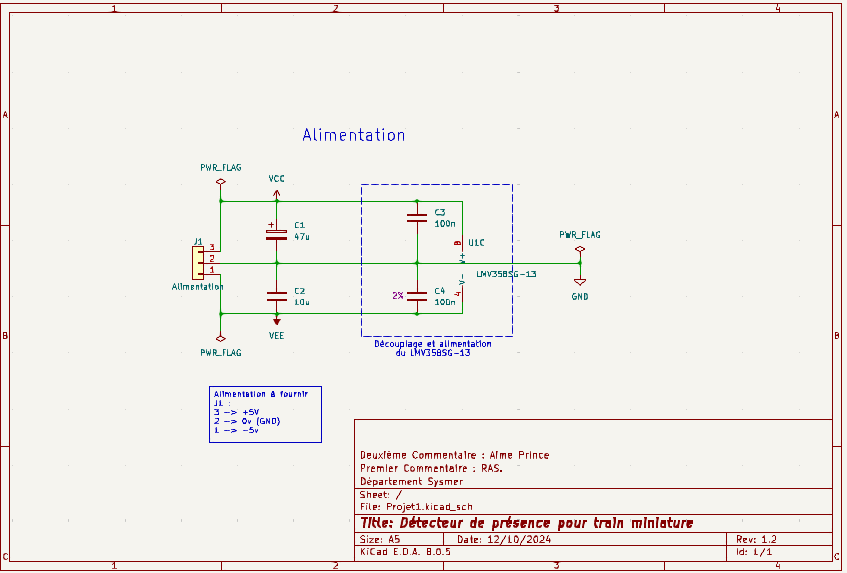 1 2 3 4
A A
Alimentation
PWR_FLAG
VCC
C3
100n
+ C1
47u
PWR_FLAG
J1
3
2
1
8 U1C
V+
LMV358SG-13
V-
4
Alimentation
C2
10u
2% C4
100n
GND
B B
VEE
PWR_FLAG
Découplage et alimentation
du LMV358SG-13
Alimentation à fournir
J1 :
3 -> +5V
2 -> 0v (GND)
1 -> -5v
Deuxième Commentaire : Aime Prince
Premier Commentaire : RAS.
Département Sysmer
Sheet: /
File: Projet1.kicad_sch
Title: Détecteur de présence pour train miniature
Size: A5 Date: 12/10/2024 Rev: 1.2
KiCad E.D.A. 8.0.5 Id: 1/1
C C
1 2 3 4